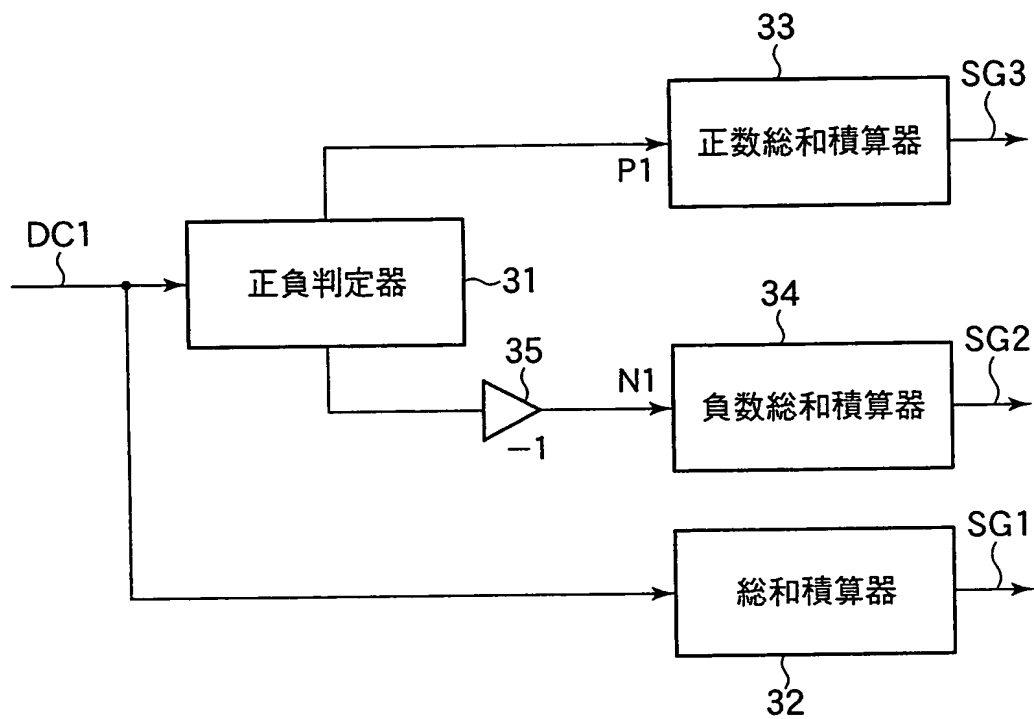 33
SG3
正数総和積算器
P1
DC1
正負判定器
31
34
35
SG2
N1
負数総和積算器
−1
SG1
総和積算器
32